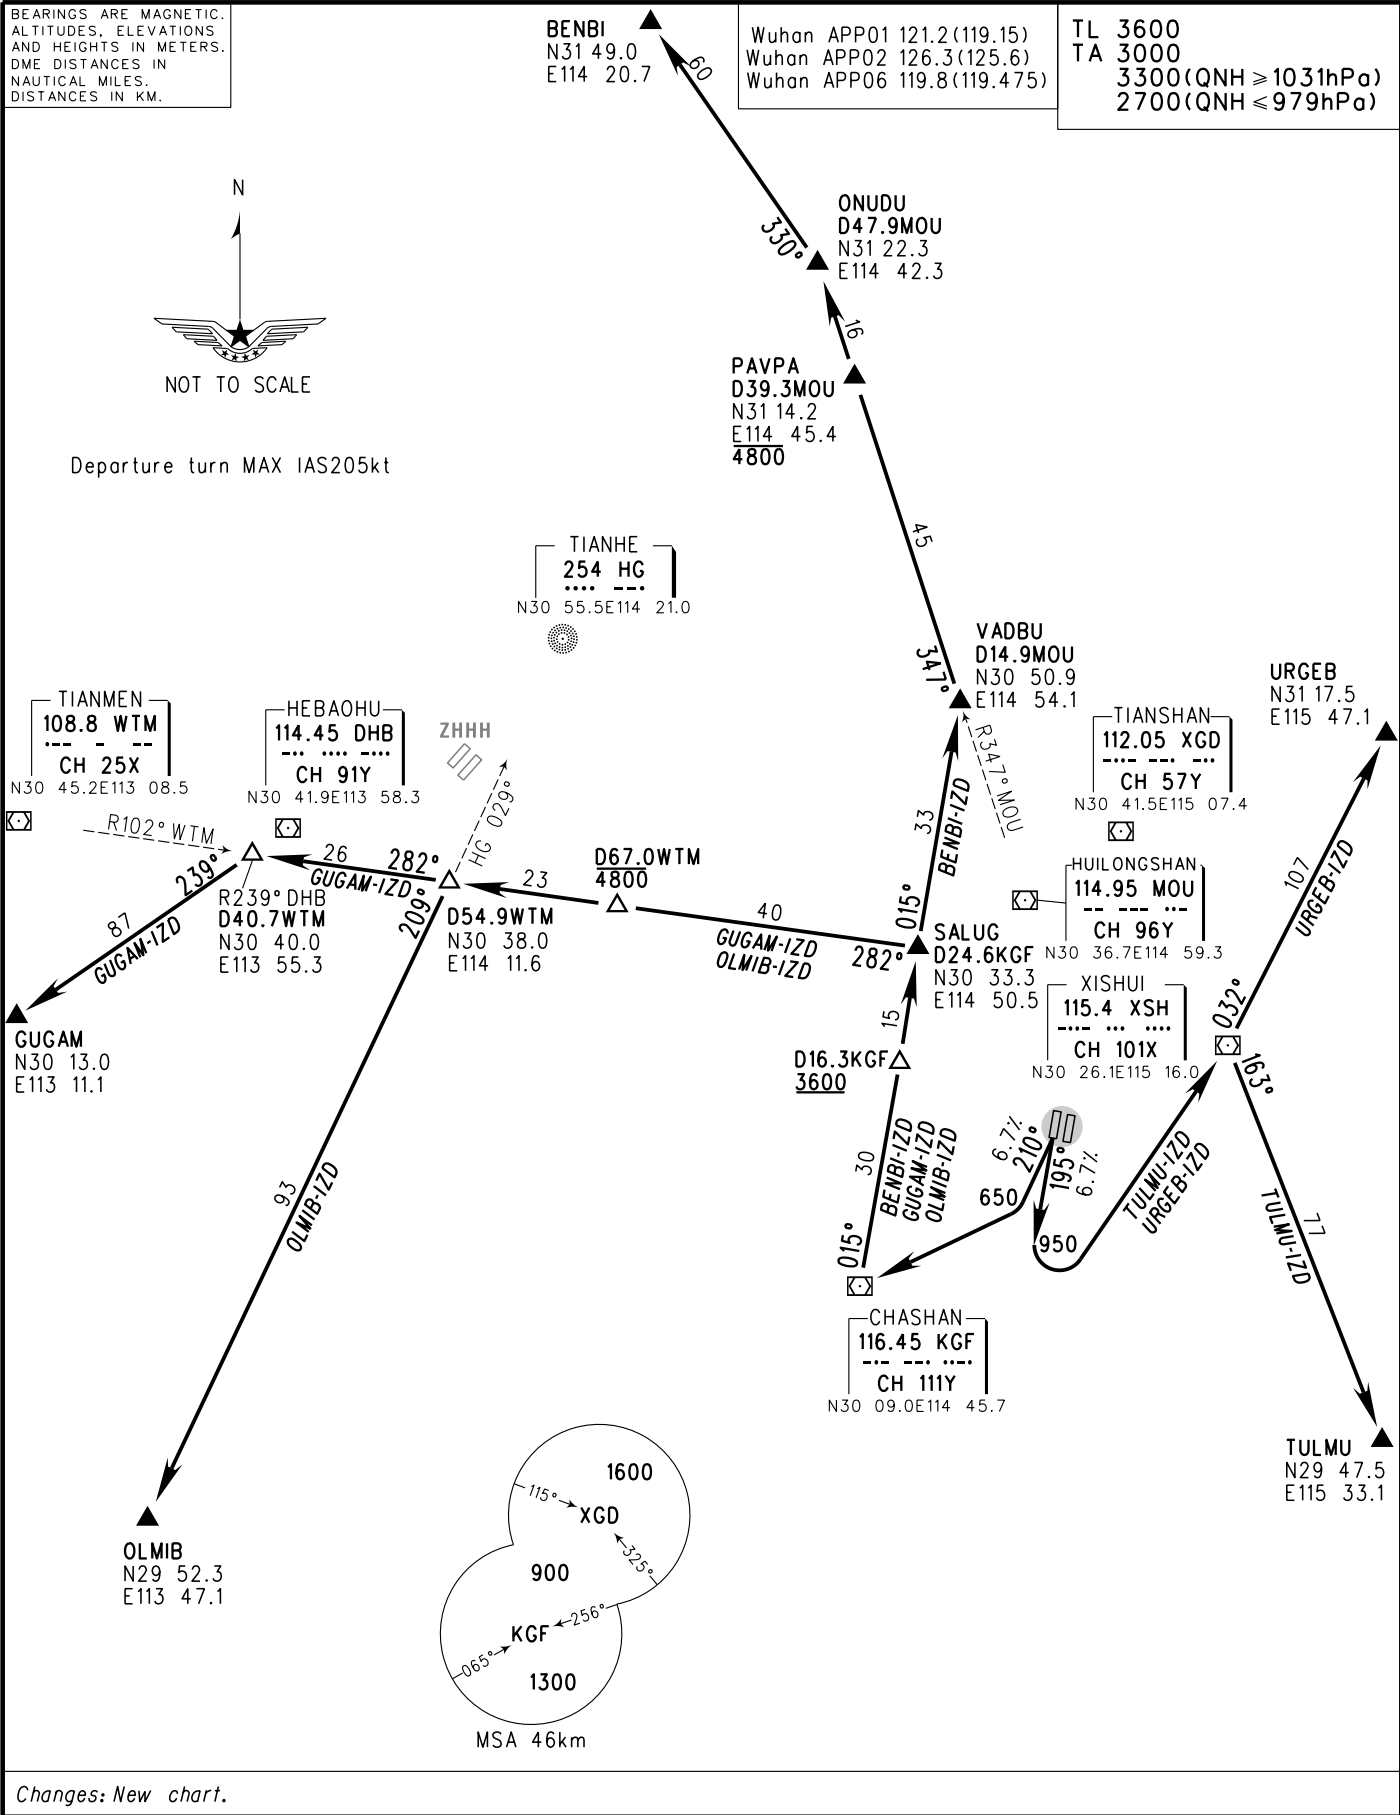 BEARINGS ARE MAGNETIC.
ALTITUDES, ELEVATIONS
AND HEIGHTS IN METERS.
DME DISTANCES IN
NAUTICAL MILES.
DISTANCES IN KM.
BENBI
N31 49.0
E114 20.7
Wuhan APP01 121.2(119.15)
Wuhan APP02 126.3(125.6)
Wuhan APP06 119.8(119.475)
TL 3600
TA 3000
3300(QNH ≥ 1031hPa)
2700(QNH ≤ 979hPa)
60
N
NOT TO SCALE
Departure turn MAX IAS205kt
330°
ONUDU
D47.9MOU
N31 22.3
E114 42.3
16
PAVPA
D39.3MOU
N31 14.2
E114 45.4
4800
45
TIANHE
254 HG
N30 55.5E114 21.0
347°
VADBU
D14.9MOU
N30 50.9
E114 54.1
R347° MOU
URGEB
N31 17.5
E115 47.1
TIANMEN
108.8 WTM
CH 25X
N30 45.2E113 08.5
HEBAOHU
114.45 DHB
CH 91Y
N30 41.9E113 58.3
ZHHH
TIANSHAN
112.05 XGD
CH 57Y
N30 41.5E115 07.4
R102° WTM
HG 029°
33
BENBI-IZD
015°
239°
26
282°
GUGAM-IZD
209°
23
D67.0WTM
4800
40
GUGAM-IZD
OLMIB-IZD
282°
HUILONGSHAN
114.95 MOU
CH 96Y
N30 36.7E114 59.3
107
URGEB-IZD
R239° DHB
D40.7WTM
N30 40.0
E113 55.3
D54.9WTM
N30 38.0
E114 11.6
SALUG
D24.6KGF
N30 33.3
E114 50.5
87
GUGAM-IZD
GUGAM
N30 13.0
E113 11.1
XISHUI
115.4 XSH
CH 101X
N30 26.1E115 16.0
032°
163°
15
D16.3KGF
3600
30
BENBI-IZD
GUGAM-IZD
OLMIB-IZD
015°
6.7%
210°
195°
6.7%
650
950
TULMU-IZD
URGEB-IZD
77
TULMU-IZD
93
OLMIB-IZD
CHASHAN
116.45 KGF
CH 111Y
N30 09.0E114 45.7
TULMU
N29 47.5
E115 33.1
OLMIB
N29 52.3
E113 47.1
1600
115°
XGD
325°
900
256°
KGF
065°
1300
MSA 46km
Changes: New chart.